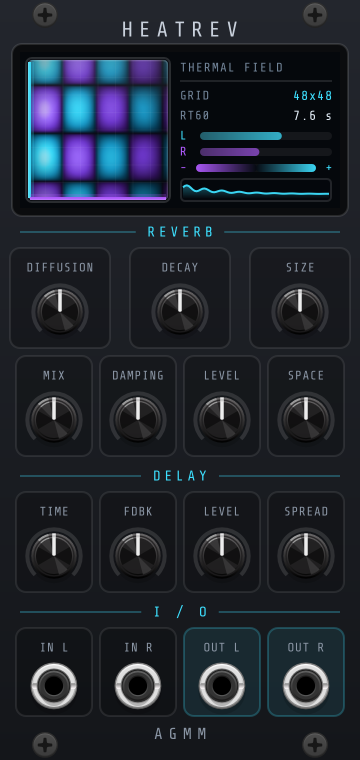 HEATREV
THERMAL FIELD
GRID 48x48
RT60 7.6 s
L
R
- +
REVERB
DIFFUSION DECAY SIZE
MIX DAMPING LEVEL SPACE
DELAY
TIME FDBK LEVEL SPREAD
I / O
IN L IN R OUT L OUT R
AGMM